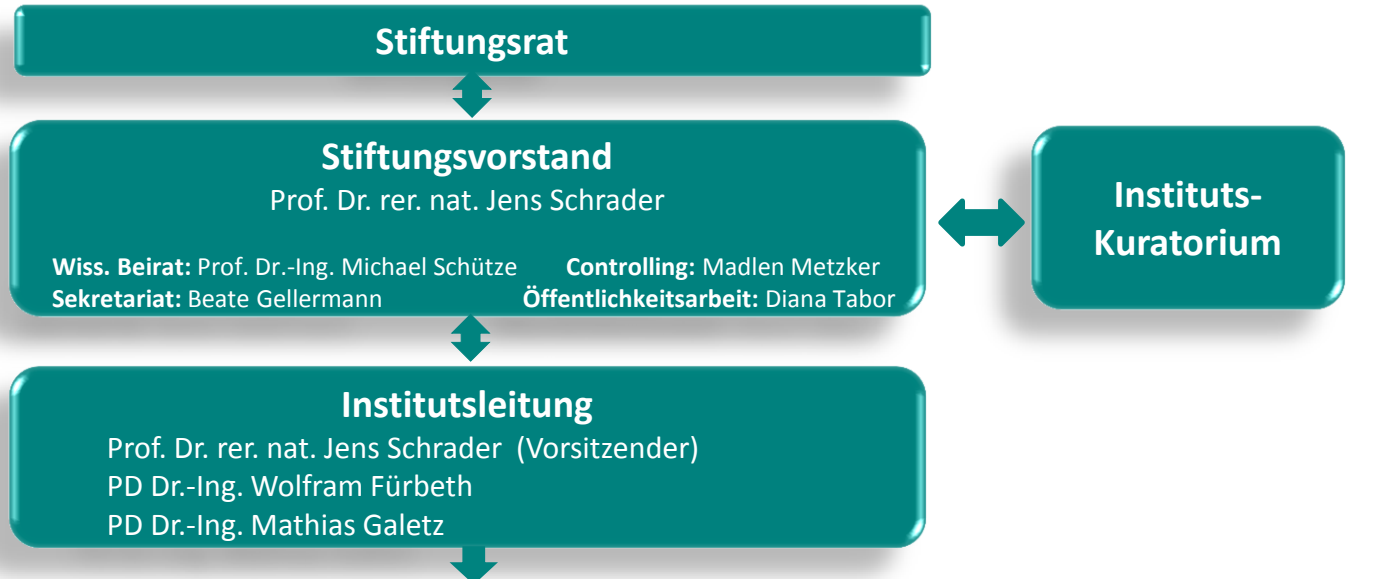 Stiftungsrat
Stiftungsvorstand
Prof. Dr. rer. nat. Jens Schrader
Wiss. Beirat: Prof. Dr.-Ing. Michael Schütze Controlling: Madlen Metzker
Sekretariat: Beate Gellermann Öffentlichkeitsarbeit: Diana Tabor
Instituts-
Kuratorium
Institutsleitung
Prof. Dr. rer. nat. Jens Schrader (Vorsitzender)
PD Dr.-Ing. Wolfram Fürbeth
PD Dr.-Ing. Mathias Galetz